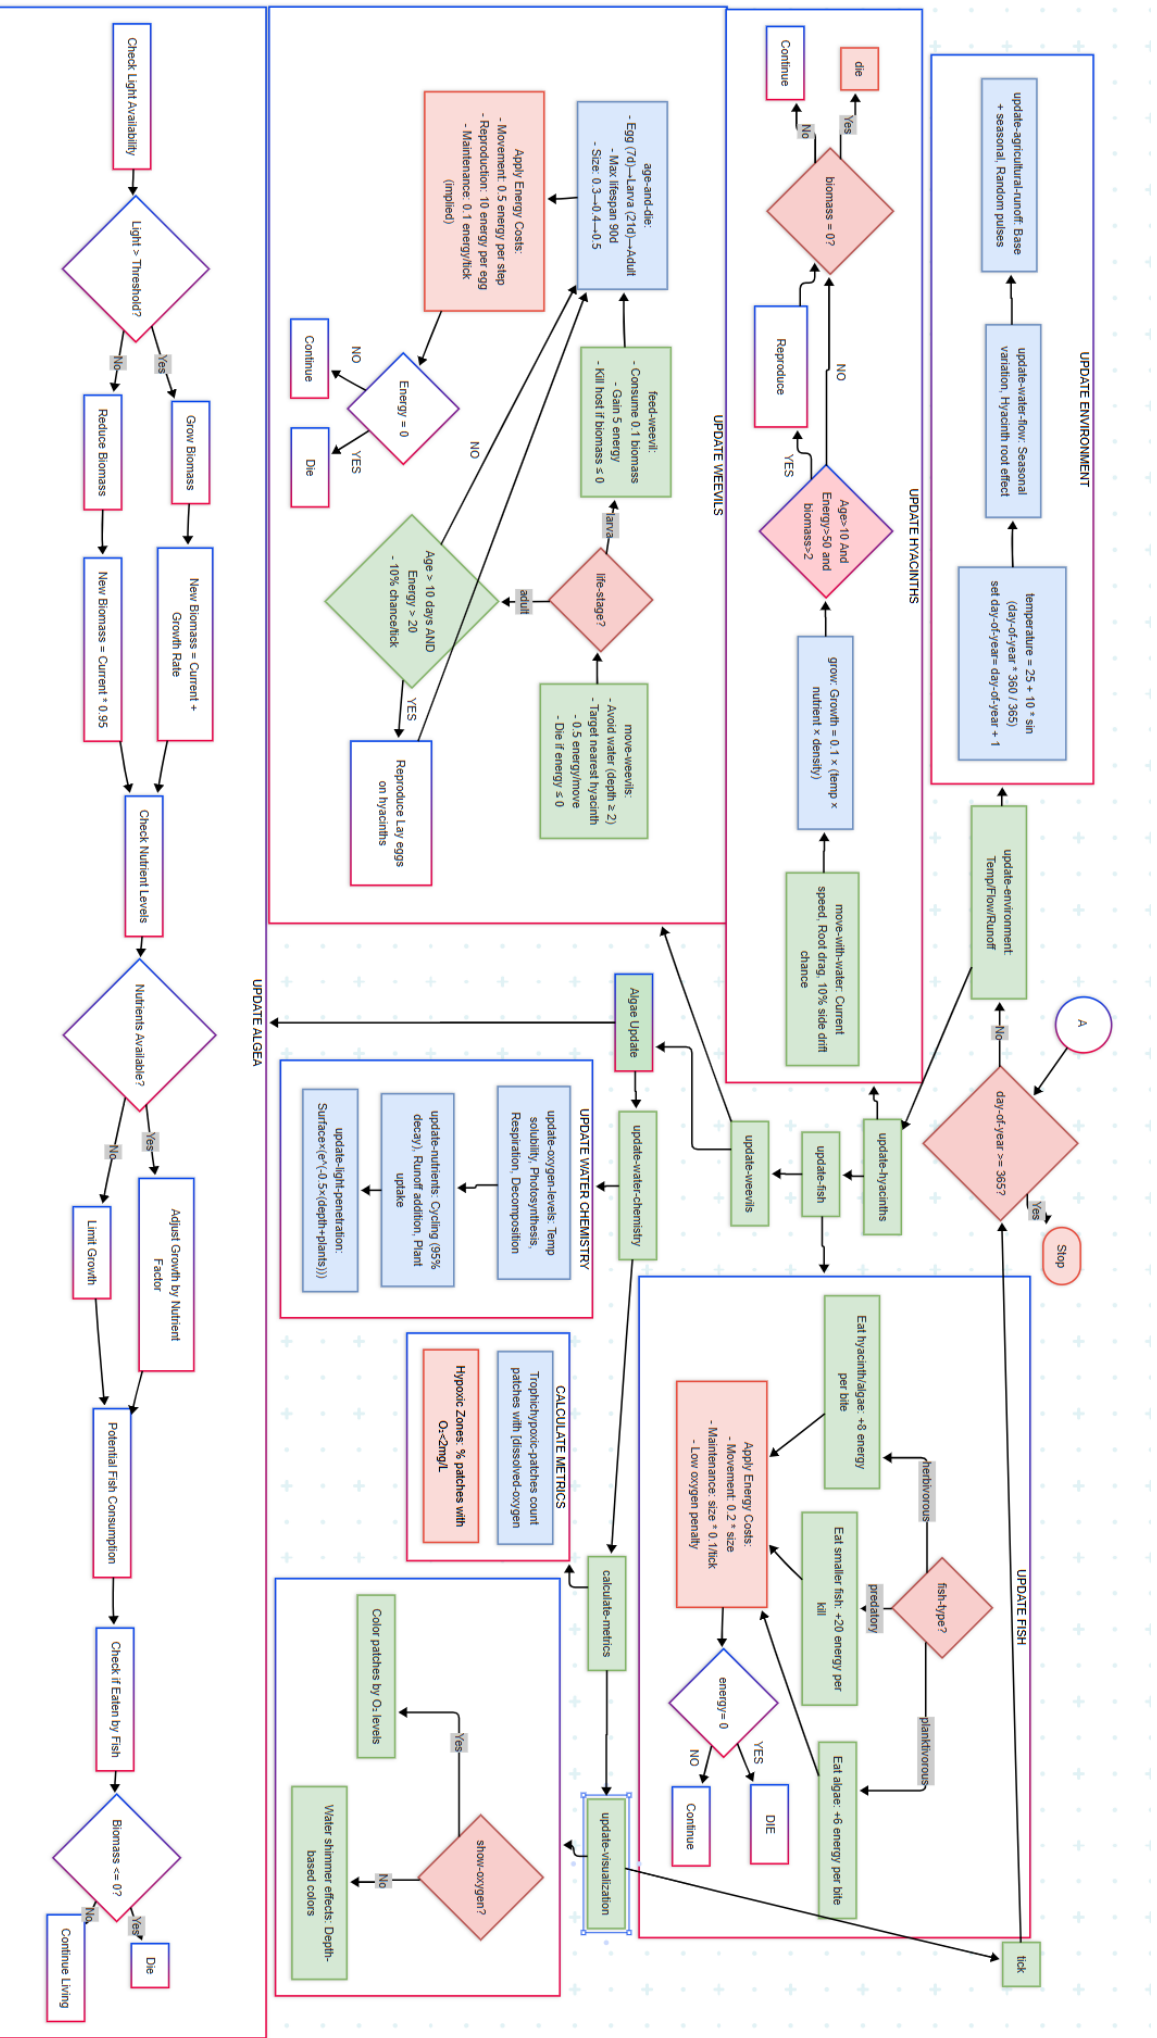 UPDATE ENVIRONMENT
update-agricultural-runoff: Base
+ seasonal, Random pulses
update-water-flow: Seasonal
variation, Hyacinth root effect
temperature = 25 + 10 * sin
(day-of-year * 360 / 365)
set day-of-year= day-of-year + 1
update-environment:
Temp/Flow/Runoff
A
No
day-of-year >= 365?
Yes
Stop
UPDATE HYACINTHS
die
Continue
Yes
No
biomass = 0?
Reproduce
NO
YES
Age>10 And
Energy>50 and
biomass>2
grow: Growth = 0.1 × (temp ×
nutrient × density)
move-with-water: Current
speed, Root drag, 10% side drift
chance
update-hyacinths
update-fish
update-weevils
Algae Update
update-water-chemistry
UPDATE FISH
fish-type?
herbivorous
predatory
planktivorous
Eat hyacinth/algae: +8 energy
per bite
Eat smaller fish: +20 energy per
kill
Eat algae: +6 energy per bite
Apply Energy Costs:
- Movement: 0.2 * size
- Maintenance: size * 0.1/tick
- Low oxygen penalty
energy= 0
YES
NO
DIE
Continue
tick
UPDATE WEEVILS
age-and-die:
- Egg (7d)→Larva (21d)→Adult
- Max lifespan 90d
- Size: 0.3→0.4→0.5
Apply Energy Costs:
- Movement: 0.5 energy per step
- Reproduction: 10 energy per egg
- Maintenance: 0.1 energy/tick
(implied)
feed-weevil:
- Consume 0.1 biomass
- Gain 5 energy
- Kill host if biomass ≤ 0
Energy = 0
NO
YES
Continue
Die
larva
life-stage?
adult
move-weevils:
- Avoid water (depth ≥ 2)
- Target nearest hyacinth
- 0.5 energy/move
- Die if energy ≤ 0
NO
Age > 10 days AND
Energy > 20
- 10% chance/tick
YES
Reproduce Lay eggs
on hyacinths
UPDATE WATER CHEMISTRY
update-oxygen-levels: Temp
solubility, Photosynthesis,
Respiration, Decomposition
update-nutrients: Cycling (95%
decay), Runoff addition, Plant
uptake
update-light-penetration:
Surface×(e^(-0.5×(depth+plants)))
CALCULATE METRICS
Trophichypoxic-patches count
patches with [dissolved-oxygen
Hypoxic Zones: % patches with
O₂<2mg/L
calculate-metrics
update-visualization
show-oxygen?
Yes
No
Color patches by O₂ levels
Water shimmer effects: Depth-
based colors
UPDATE ALGEA
Check Light Availability
Light > Threshold?
Yes
No
Grow Biomass
Reduce Biomass
New Biomass = Current +
Growth Rate
New Biomass = Current * 0.95
Check Nutrient Levels
Nutrients Available?
Yes
No
Adjust Growth by Nutrient
Factor
Limit Growth
Potential Fish Consumption
Check if Eaten by Fish
Biomass <= 0?
Yes
No
Die
Continue Living